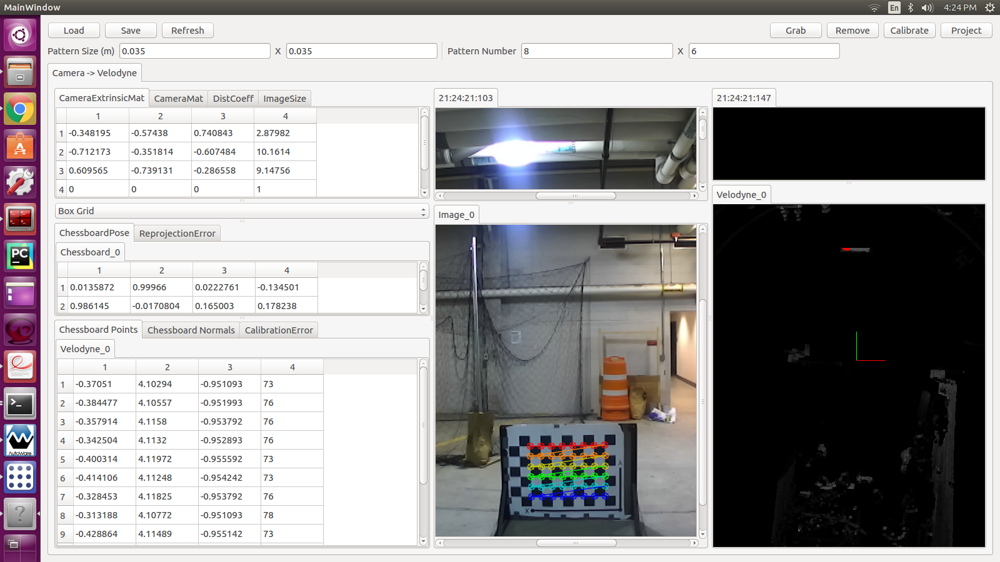 MainWindow
En
4:24 PM
Load
Save
Refresh
Grab
Remove
Calibrate
Project
Pattern Size (m)
0.035
X
0.035
Pattern Number
8
X
6
Camera -> Velodyne
CameraExtrinsicMat
CameraMat
DistCoeff
ImageSize
1 2 3 4
1 -0.348195 -0.57438 0.740843 2.87982
2 -0.712173 -0.351814 -0.607484 10.1614
3 0.609565 -0.739131 -0.286558 9.14756
4 0 0 0 1
Box Grid
ChessboardPose
ReprojectionError
Chessboard_0
1 2 3 4
1 0.0135872 0.99966 0.0222761 -0.134501
2 0.986145 -0.0170804 0.165003 0.178238
Chessboard Points
Chessboard Normals
CalibrationError
Velodyne_0
1 2 3 4
1 -0.37051 4.10294 -0.951093 73
2 -0.384477 4.10557 -0.951993 76
3 -0.357914 4.1158 -0.953792 76
4 -0.342504 4.1132 -0.952893 76
5 -0.400314 4.11972 -0.955592 73
6 -0.414106 4.11248 -0.954242 73
7 -0.328453 4.11825 -0.953792 76
8 -0.313188 4.10772 -0.951093 78
9 -0.428864 4.11489 -0.955142 73
21:24:21:103
Image_0
X
21:24:21:147
Velodyne_0
PC
AutoWare